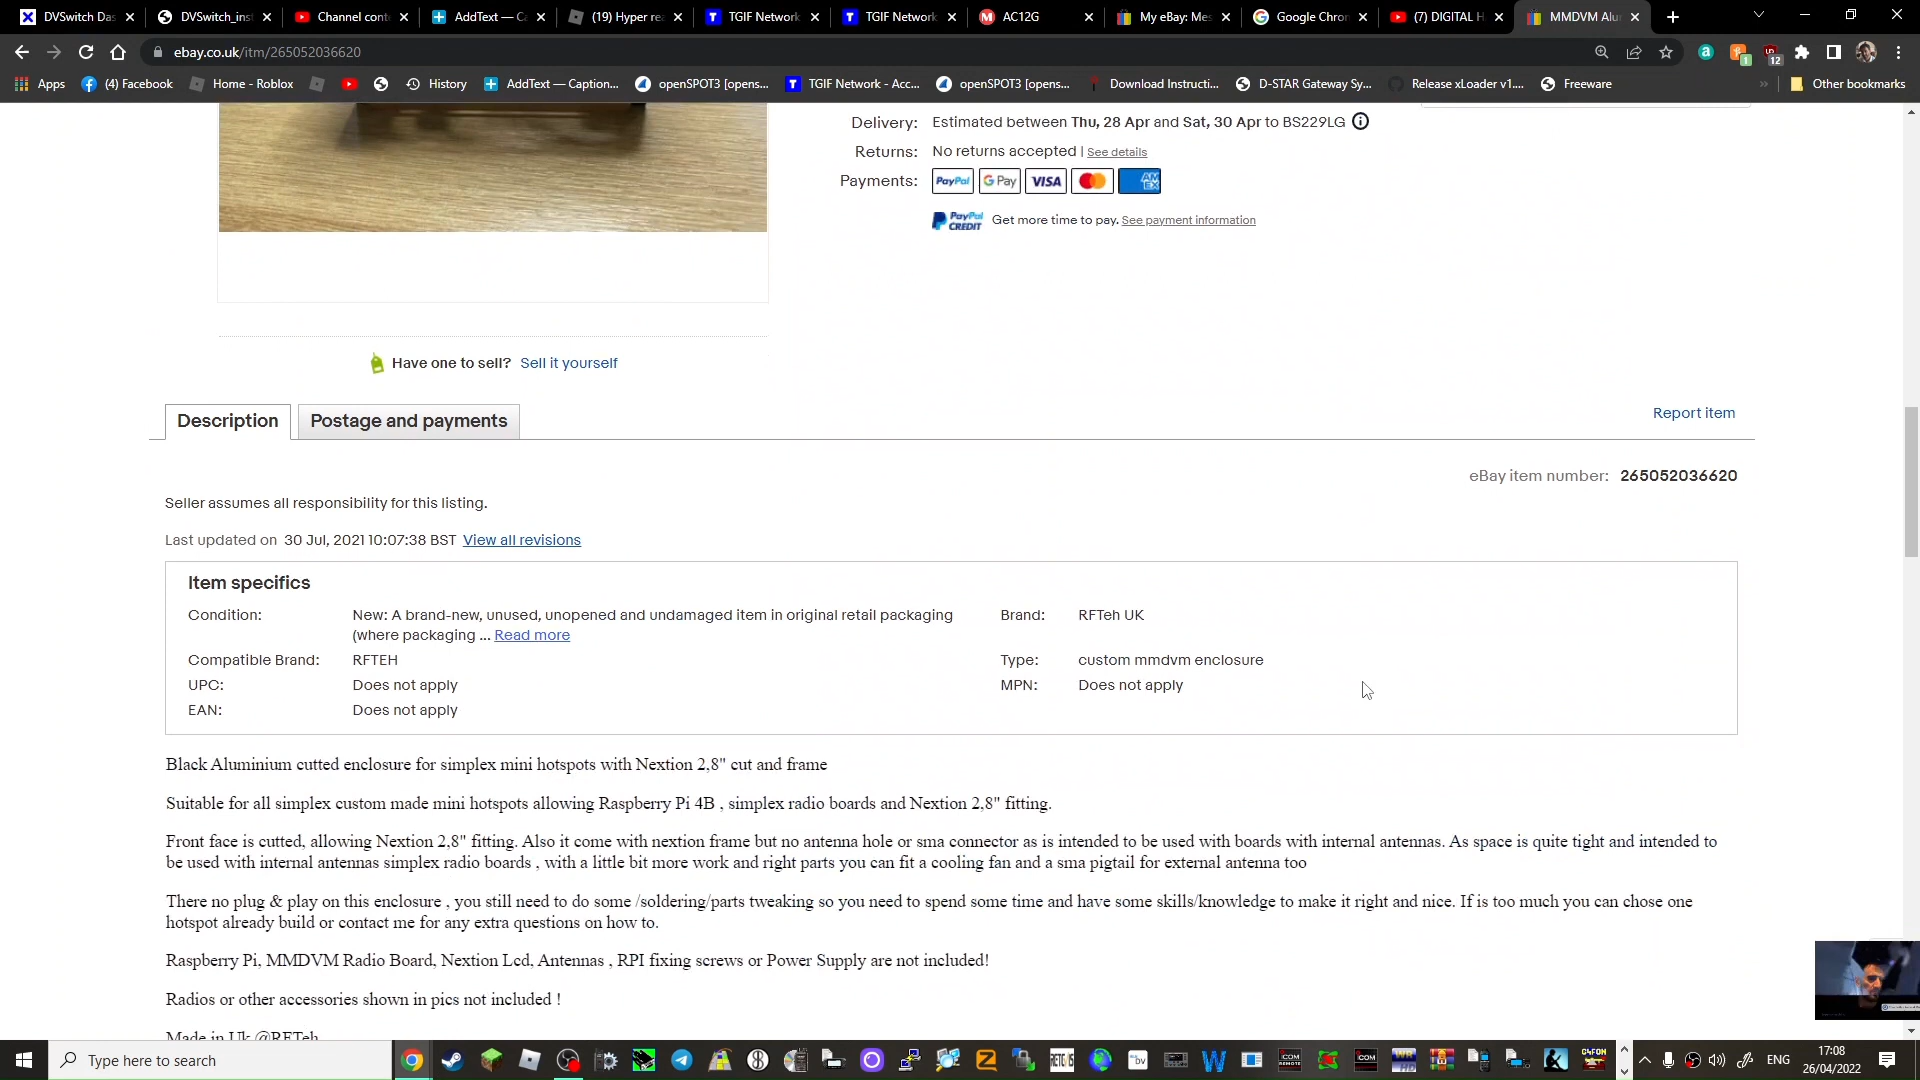 DVSwitch Das
DVSwitch_inst
Channel conte
AddText — Ca
(19) Hyper rea
TGIF Network
TGIF Network
AC12G
My eBay: Mes
Google Chron
(7) DIGITAL H
MMDVM Alu
ebay.co.uk/itm/265052036620
1
12
Apps
(4) Facebook
Home - Roblox
History
AddText — Caption...
openSPOT3 [opens...
TGIF Network - Acc...
openSPOT3 [opens...
Download Instructi...
D-STAR Gateway Sy...
Release xLoader v1....
Freeware
»
Other bookmarks
Delivery: Estimated between Thu, 28 Apr and Sat, 30 Apr to BS229LG
Returns: No returns accepted | See details
Payments: PayPal G Pay VISA AMEX
PayPal CREDIT Get more time to pay. See payment information
Have one to sell? Sell it yourself
Description
Postage and payments
Report item
eBay item number: 265052036620
Seller assumes all responsibility for this listing.
Last updated on 30 Jul, 2021 10:07:38 BST View all revisions
Item specifics
Condition: New: A brand-new, unused, unopened and undamaged item in original retail packaging
(where packaging ... Read more
Brand: RFTeh UK
Compatible Brand: RFTEH
Type: custom mmdvm enclosure
UPC: Does not apply
MPN: Does not apply
EAN: Does not apply
Black Aluminium cutted enclosure for simplex mini hotspots with Nextion 2,8" cut and frame
Suitable for all simplex custom made mini hotspots allowing Raspberry Pi 4B , simplex radio boards and Nextion 2,8" fitting.
Front face is cutted, allowing Nextion 2,8" fitting. Also it come with nextion frame but no antenna hole or sma connector as is intended to be used with boards with internal antennas. As space is quite tight and intended to
be used with internal antennas simplex radio boards , with a little bit more work and right parts you can fit a cooling fan and a sma pigtail for external antenna too
There no plug & play on this enclosure , you still need to do some /soldering/parts tweaking so you need to spend some time and have some skills/knowledge to make it right and nice. If is too much you can chose one
hotspot already build or contact me for any extra questions on how to.
Raspberry Pi, MMDVM Radio Board, Nextion Lcd, Antennas , RPI fixing screws or Power Supply are not included!
Radios or other accessories shown in pics not included !
Made in Uk @RFTeh
Type here to search
ENG
17:08
26/04/2022